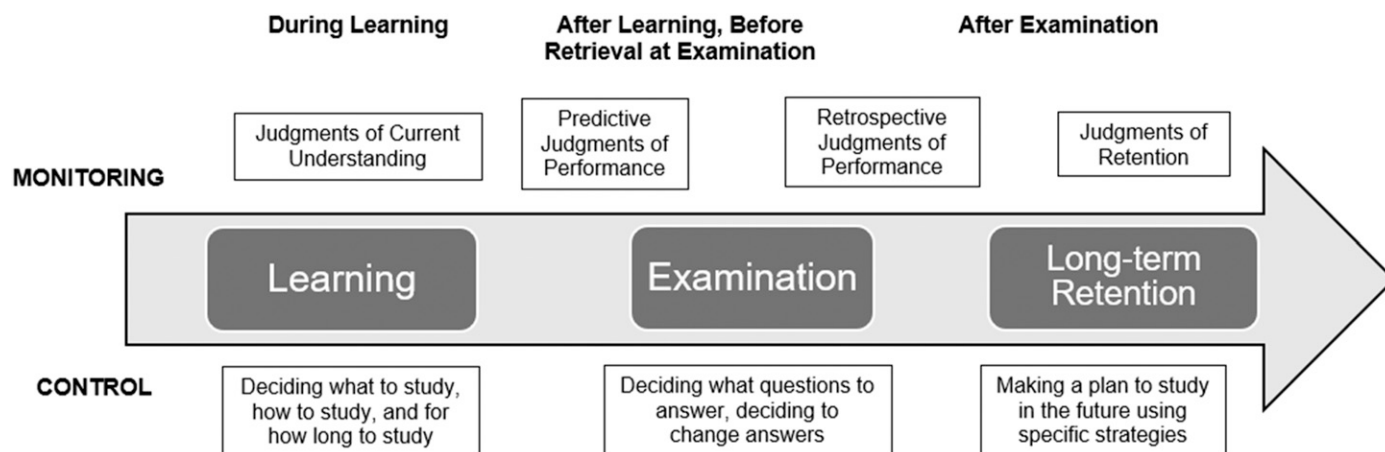 During Learning
After Learning, Before
Retrieval at Examination
After Examination
Judgments of Current
Understanding
Predictive
Judgments of
Performance
Retrospective
Judgments of
Performance
Judgments of
Retention
MONITORING
Learning
Examination
Long-term
Retention
CONTROL
Deciding what to study,
how to study, and for
how long to study
Deciding what questions to
answer, deciding to
change answers
Making a plan to study
in the future using
specific strategies